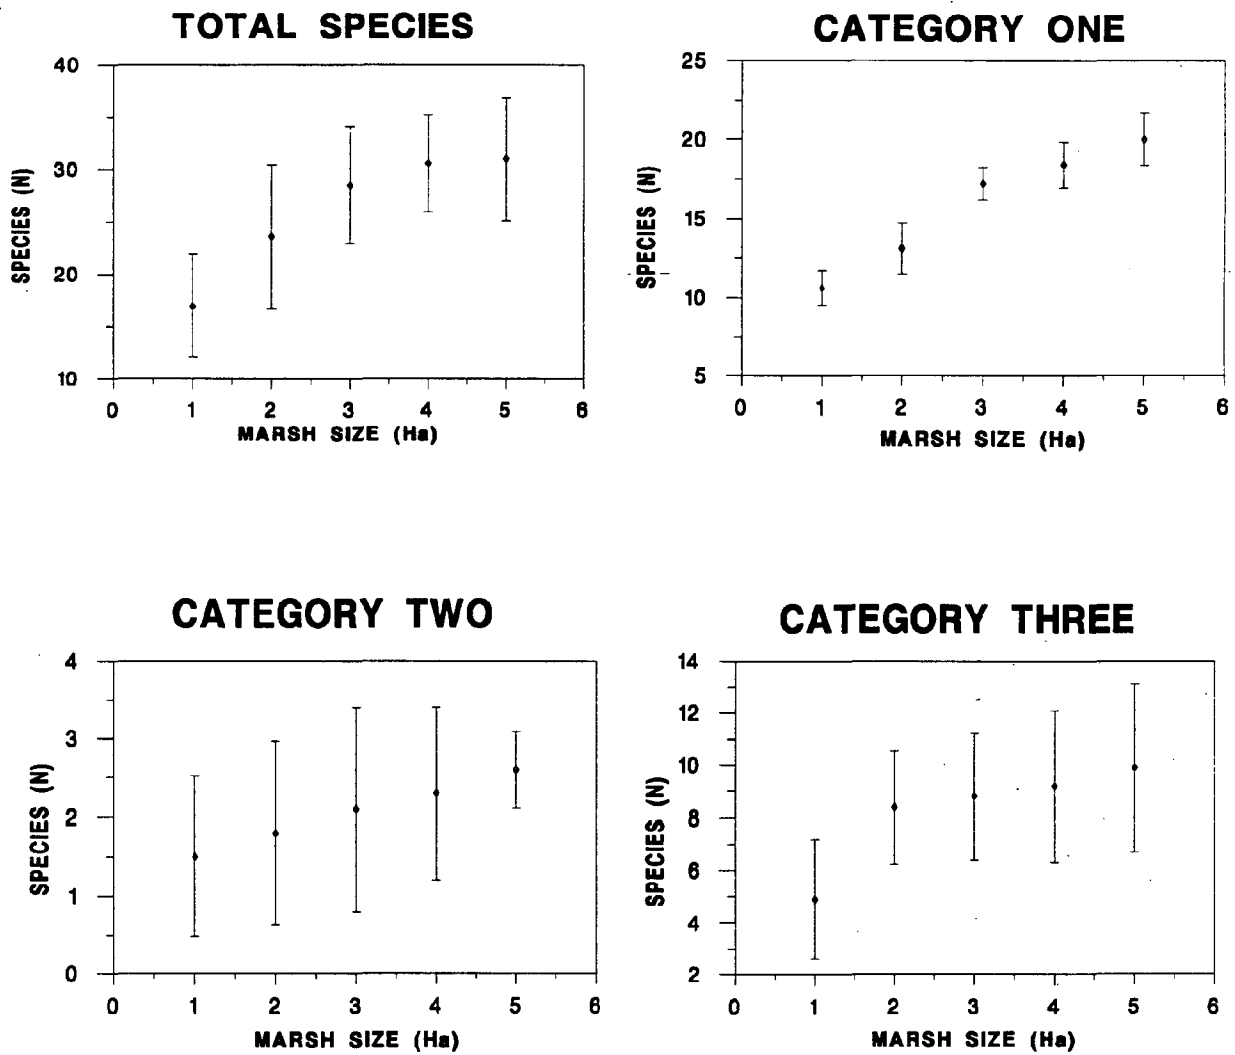 TOTAL SPECIES
40
30
20
10
SPECIES (N)
0 1 2 3 4 5 6
MARSH SIZE (Ha)
CATEGORY ONE
25
20
15
10
5
SPECIES (N)
0 1 2 3 4 5 6
MARSH SIZE (Ha)
CATEGORY TWO
4
3
2
1
0
SPECIES (N)
0 1 2 3 4 5 6
MARSH SIZE (Ha)
CATEGORY THREE
14
12
10
8
6
4
2
SPECIES (N)
0 1 2 3 4 5 6
MARSH SIZE (Ha)